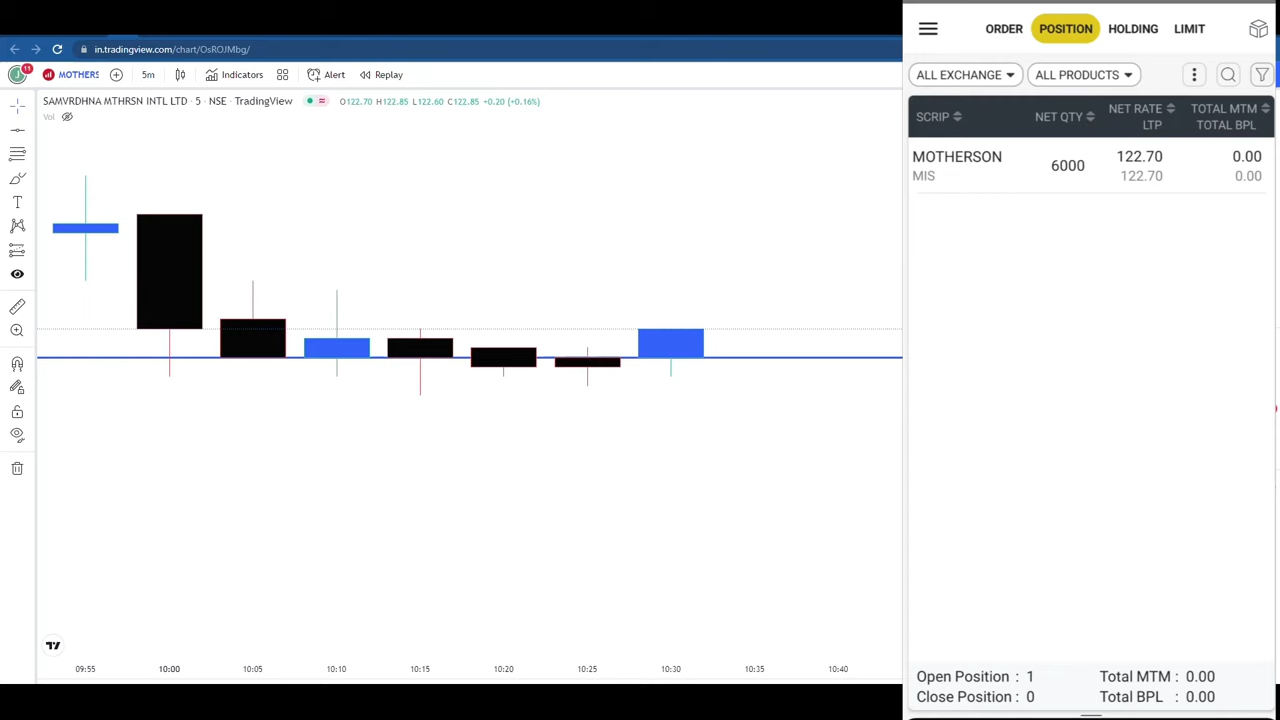 in.tradingview.com/chart/OsROJMbg/
J 11 MOTHERS 5m Indicators Alert Replay
SAMVRDHNA MTHRSN INTL LTD · 5 · NSE · TradingView O122.70 H122.85 L122.60 C122.85 +0.20 (+0.16%)
Vol
09:55 10:00 10:05 10:10 10:15 10:20 10:25 10:30 10:35 10:40
ORDER POSITION HOLDING LIMIT
ALL EXCHANGE ALL PRODUCTS
SCRIP NET QTY NET RATE TOTAL MTM
LTP TOTAL BPL
MOTHERSON 6000 122.70 0.00
MIS 122.70 0.00
Open Position : 1 Total MTM : 0.00
Close Position : 0 Total BPL : 0.00